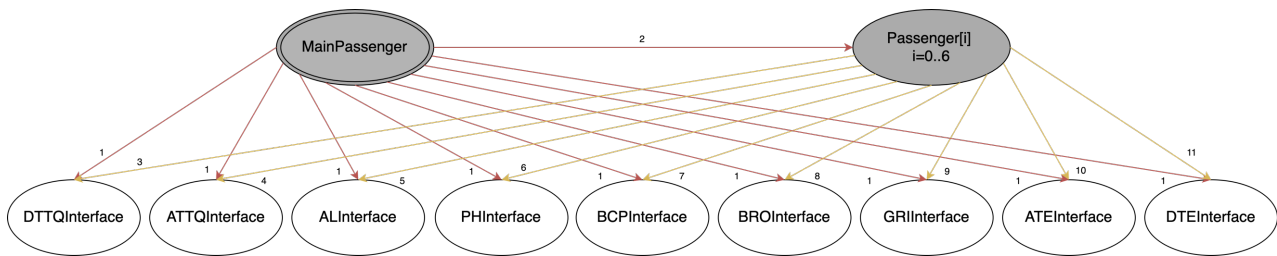 MainPassenger
2
Passenger[i]
i=0..6
1
3
1
4
1
5
1
6
1
7
1
8
1
9
1
10
1
11
DTTQInterface
ATTQInterface
ALInterface
PHInterface
BCPInterface
BROInterface
GRIInterface
ATEInterface
DTEInterface